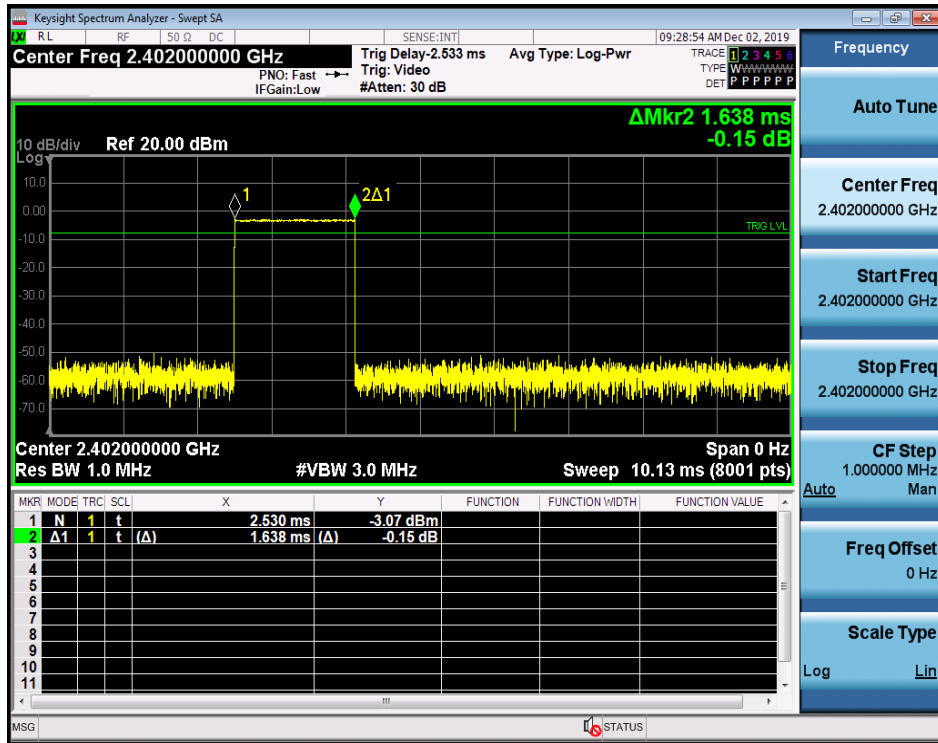 Keysight Spectrum Analyzer - Swept SA
LXI RL RF 50 Ω DC SENSE:INT 09:28:54 AM Dec 02, 2019
Center Freq 2.402000000 GHz
PNO: Fast
IFGain:Low
Trig Delay-2.533 ms
Trig: Video
#Atten: 30 dB
Avg Type: Log-Pwr
TRACE 1 2 3 4 5 6
TYPE WWWWWW
DET P P P P P P
ΔMkr2 1.638 ms
-0.15 dB
10 dB/div Ref 20.00 dBm
Log
10.0
0.00
-10.0
-20.0
-30.0
-40.0
-50.0
-60.0
-70.0
1
2Δ1
TRIG LVL
Center 2.402000000 GHz Span 0 Hz
Res BW 1.0 MHz #VBW 3.0 MHz Sweep 10.13 ms (8001 pts)
MKR MODE TRC SCL X Y FUNCTION FUNCTION WIDTH FUNCTION VALUE
1 N 1 t 2.530 ms -3.07 dBm
2 Δ1 1 t (Δ) 1.638 ms (Δ) -0.15 dB
3
4
5
6
7
8
9
10
11
MSG STATUS
Frequency
Auto Tune
Center Freq
2.402000000 GHz
Start Freq
2.402000000 GHz
Stop Freq
2.402000000 GHz
CF Step
1.000000 MHz
Auto Man
Freq Offset
0 Hz
Scale Type
Log Lin